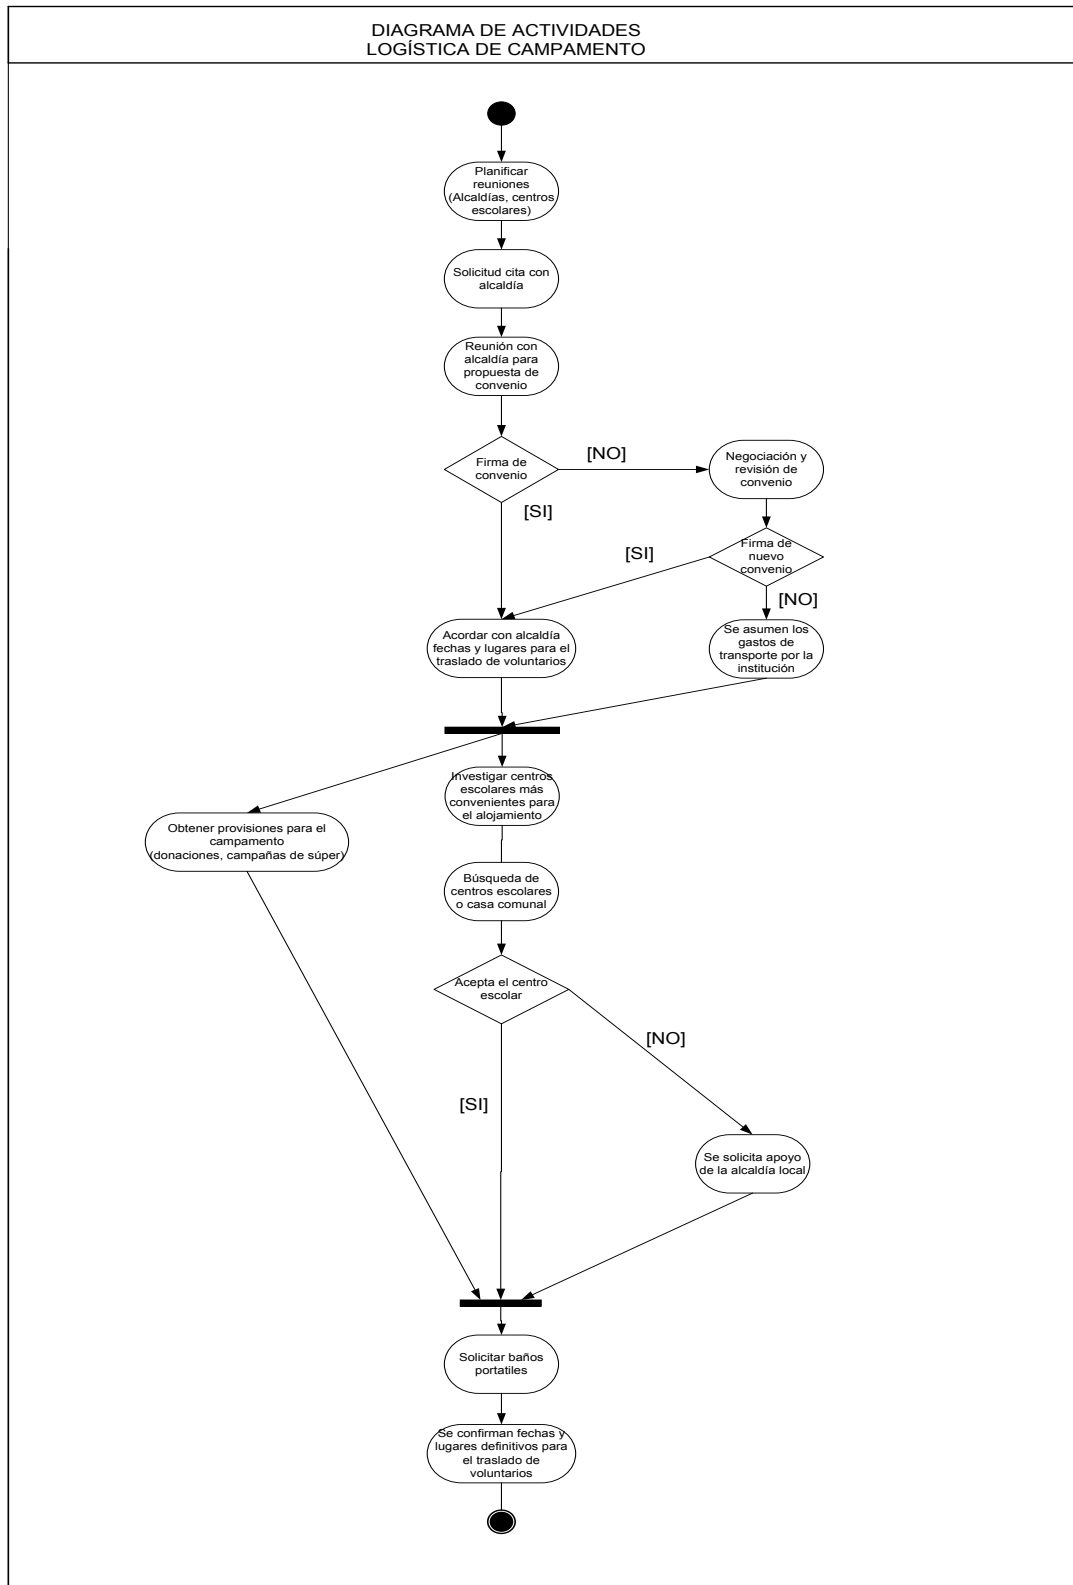 DIAGRAMA DE ACTIVIDADES
LOGÍSTICA DE CAMPAMENTO
Planificar
reuniones
(Alcaldías, centros
escolares)
Solicitud cita con
alcaldía
Reunión con
alcaldía para
propuesta de
convenio
Firma de
convenio
[NO]
Negociación y
revisión de
convenio
[SI]
Firma de
nuevo
convenio
[SI]
[NO]
Acordar con alcaldía
fechas y lugares para el
traslado de voluntarios
Se asumen los
gastos de
transporte por la
institución
Investigar centros
escolares más
convenientes para
el alojamiento
Obtener provisiones para el
campamento
(donaciones, campañas de súper)
Búsqueda de
centros escolares
o casa comunal
Acepta el centro
escolar
[NO]
[SI]
Se solicita apoyo
de la alcaldía local
Solicitar baños
portatiles
Se confirman fechas y
lugares definitivos para
el traslado de
voluntarios